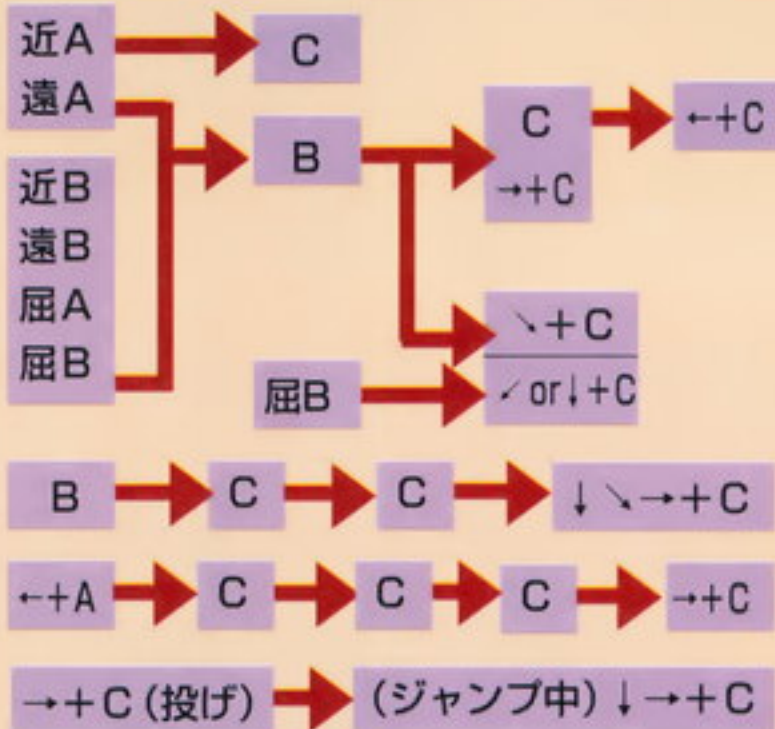 近A
遠A
C
B
C
→+C
←+C
近B
遠B
屈A
屈B
↘+C
↙or↓+C
屈B
B
C
C
↓↘→+C
←+A
C
C
C
→+C
→+C(投げ)
(ジャンプ中)↓→+C